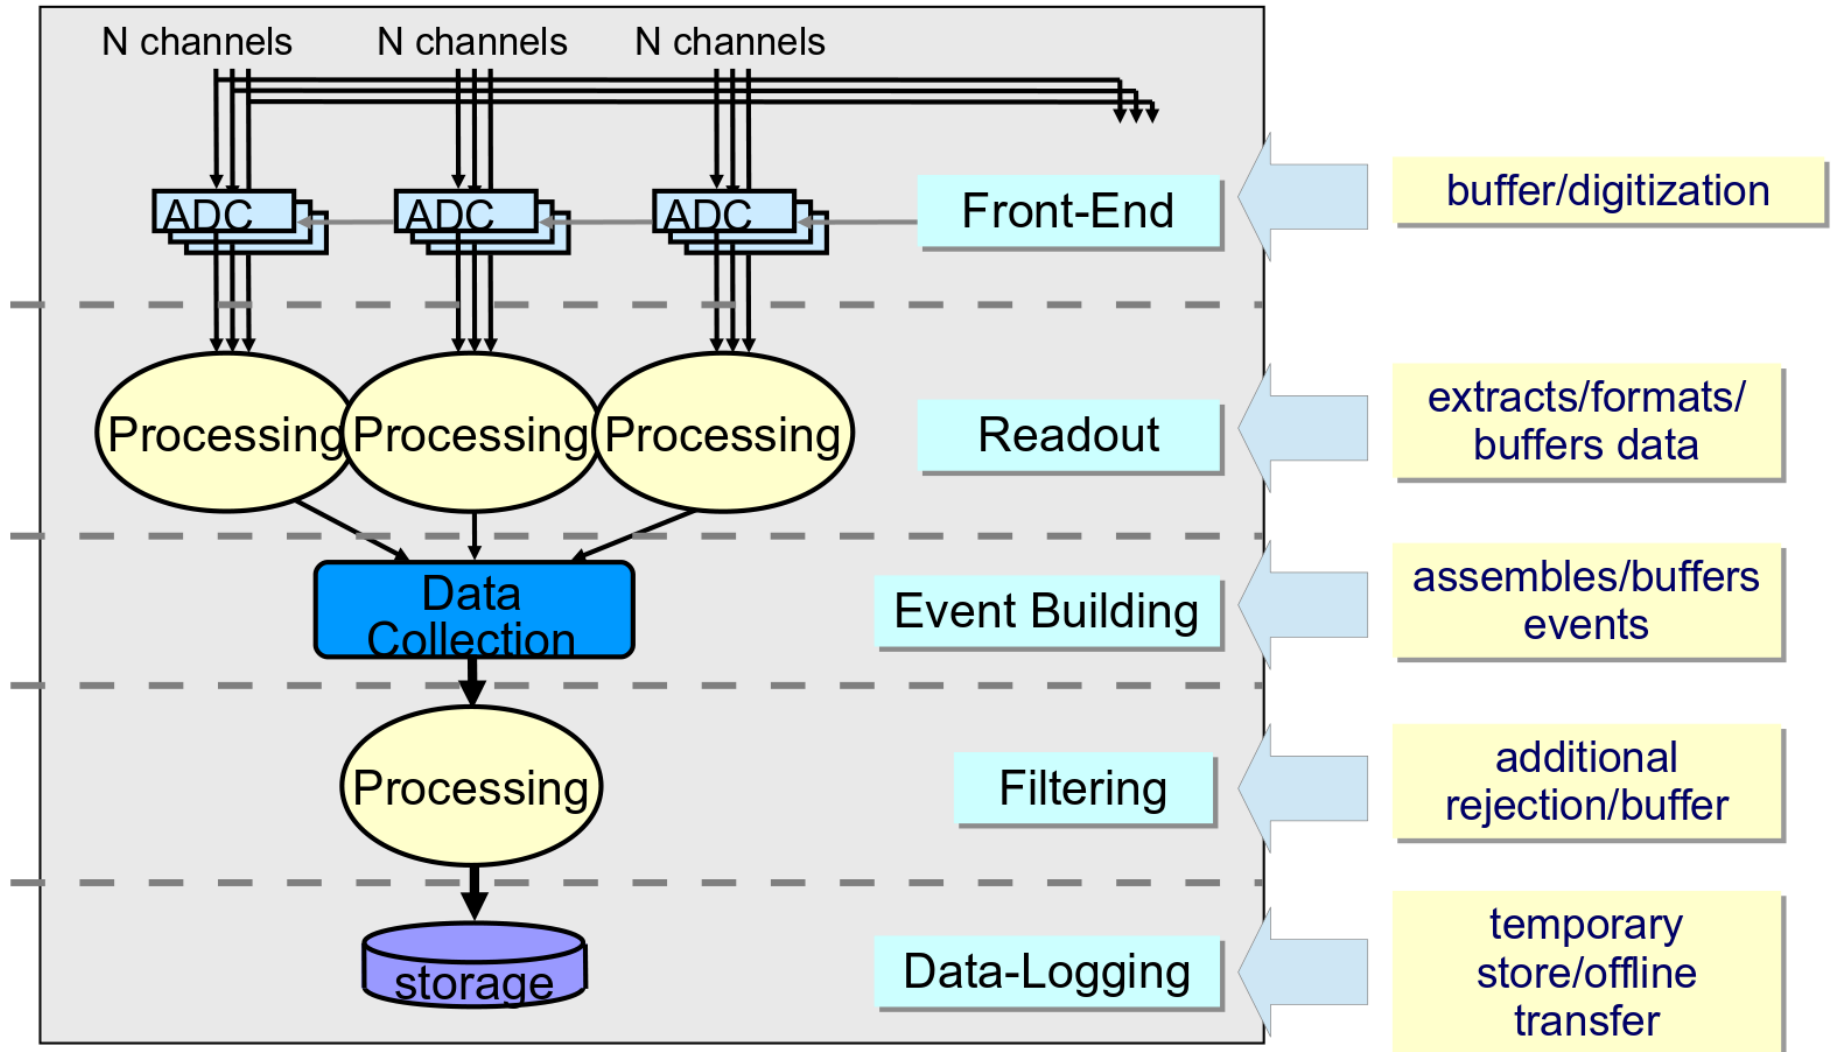 N channels
N channels
N channels
ADC
ADC
ADC
Front-End
buffer/digitization
Processing
Processing
Processing
Readout
extracts/formats/
buffers data
Data
Collection
Event Building
assembles/buffers
events
Processing
Filtering
additional
rejection/buffer
storage
Data-Logging
temporary
store/offline
transfer